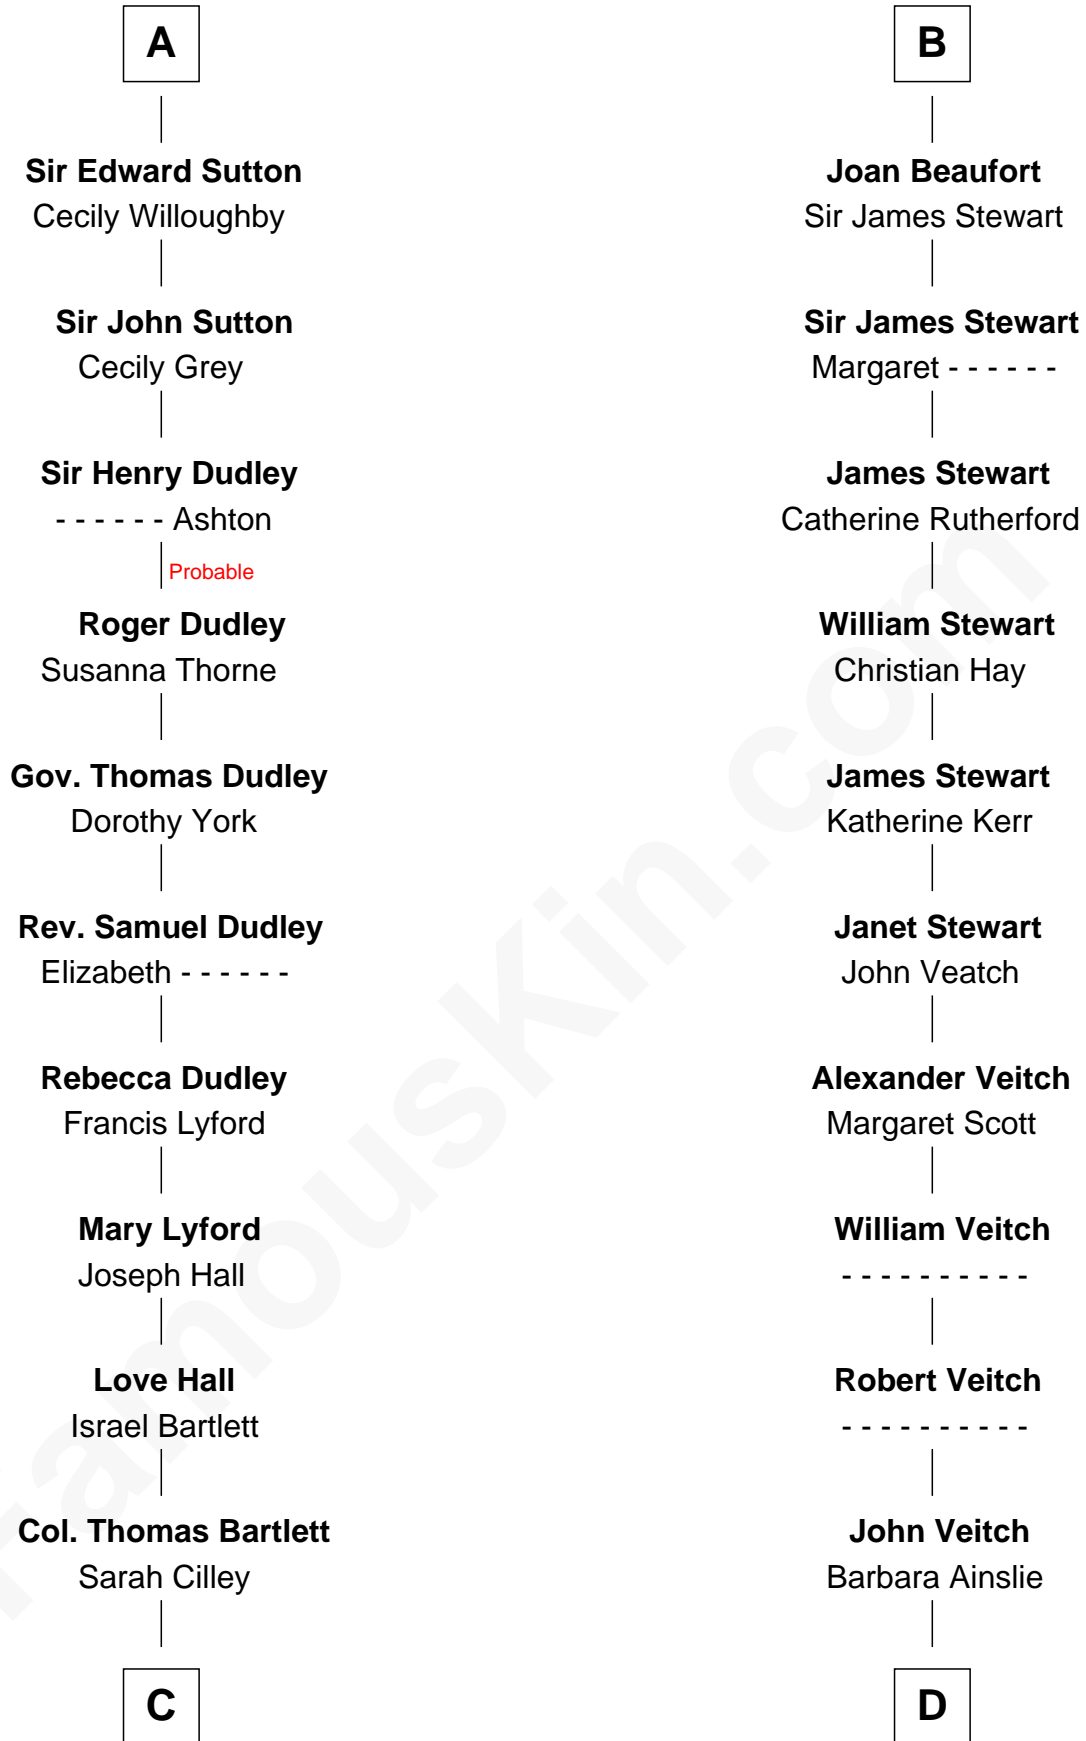 A
Sir Edward Sutton
Cecily Willoughby
Sir John Sutton
Cecily Grey
Sir Henry Dudley
- - - - - - Ashton
Probable
Roger Dudley
Susanna Thorne
Gov. Thomas Dudley
Dorothy York
Rev. Samuel Dudley
Elizabeth - - - - - -
Rebecca Dudley
Francis Lyford
Mary Lyford
Joseph Hall
Love Hall
Israel Bartlett
Col. Thomas Bartlett
Sarah Cilley
C
B
Joan Beaufort
Sir James Stewart
Sir James Stewart
Margaret - - - - - -
James Stewart
Catherine Rutherford
William Stewart
Christian Hay
James Stewart
Katherine Kerr
Janet Stewart
John Veatch
Alexander Veitch
Margaret Scott
William Veitch
- - - - - - - - - -
Robert Veitch
- - - - - - - - - -
John Veitch
Barbara Ainslie
D
FamousKin.com